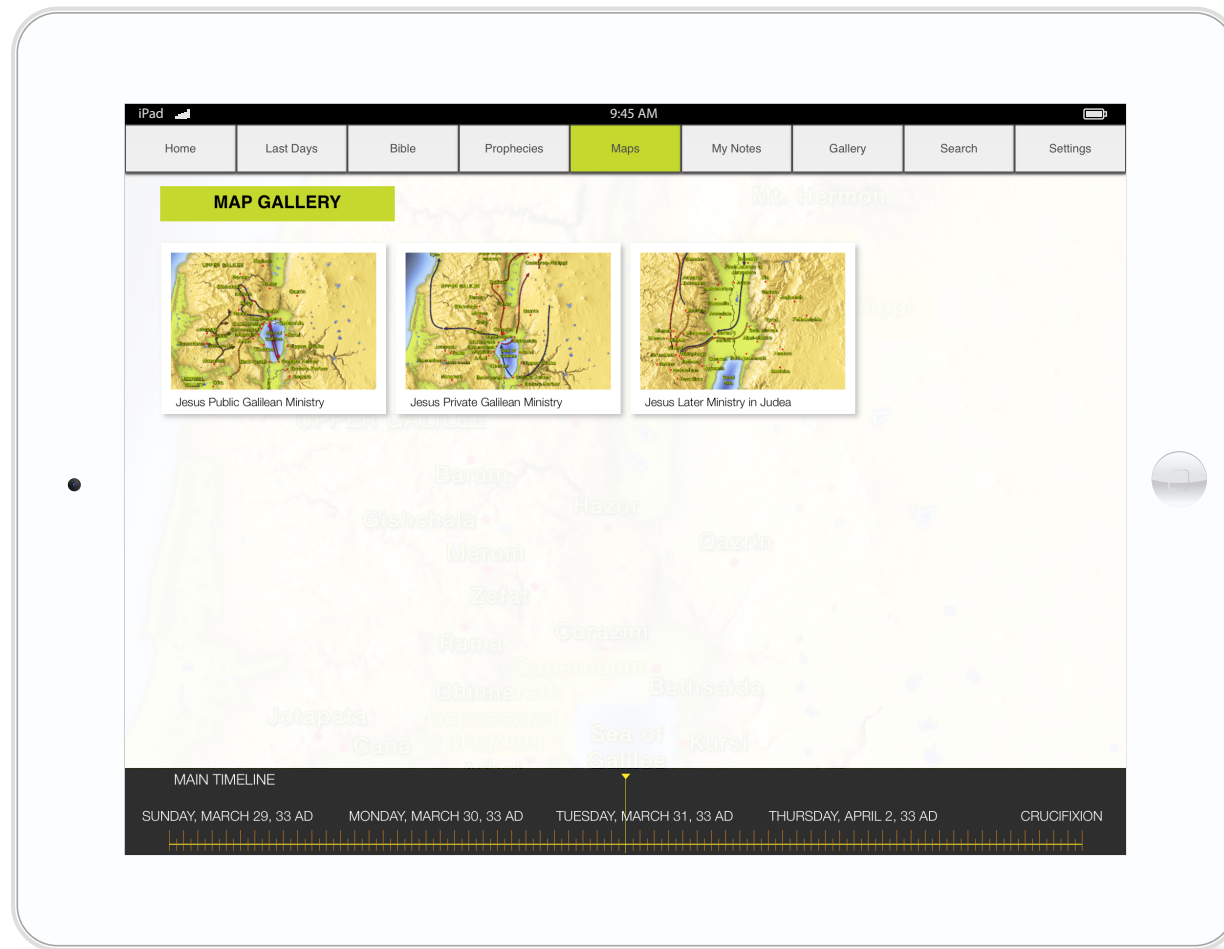 iPad
9:45 AM
Home
Last Days
Bible
Prophecies
Maps
My Notes
Gallery
Search
Settings
MAP GALLERY
Mt. Hermon
Jesus Public Galilean Ministry
Jesus Private Galilean Ministry
Jesus Later Ministry in Judea
UPPER GALILEE
Baram
Gishchala
Hazor
Merom
Qazrin
Zefat
Rama
Corazim
Capernaum
Chinnereth
Bethsaida
Jotapata
Gennesaret
Magdala
Sea of
Galilee
Cana
Kursi
MAIN TIMELINE
SUNDAY, MARCH 29, 33 AD
MONDAY, MARCH 30, 33 AD
TUESDAY, MARCH 31, 33 AD
THURSDAY, APRIL 2, 33 AD
CRUCIFIXION